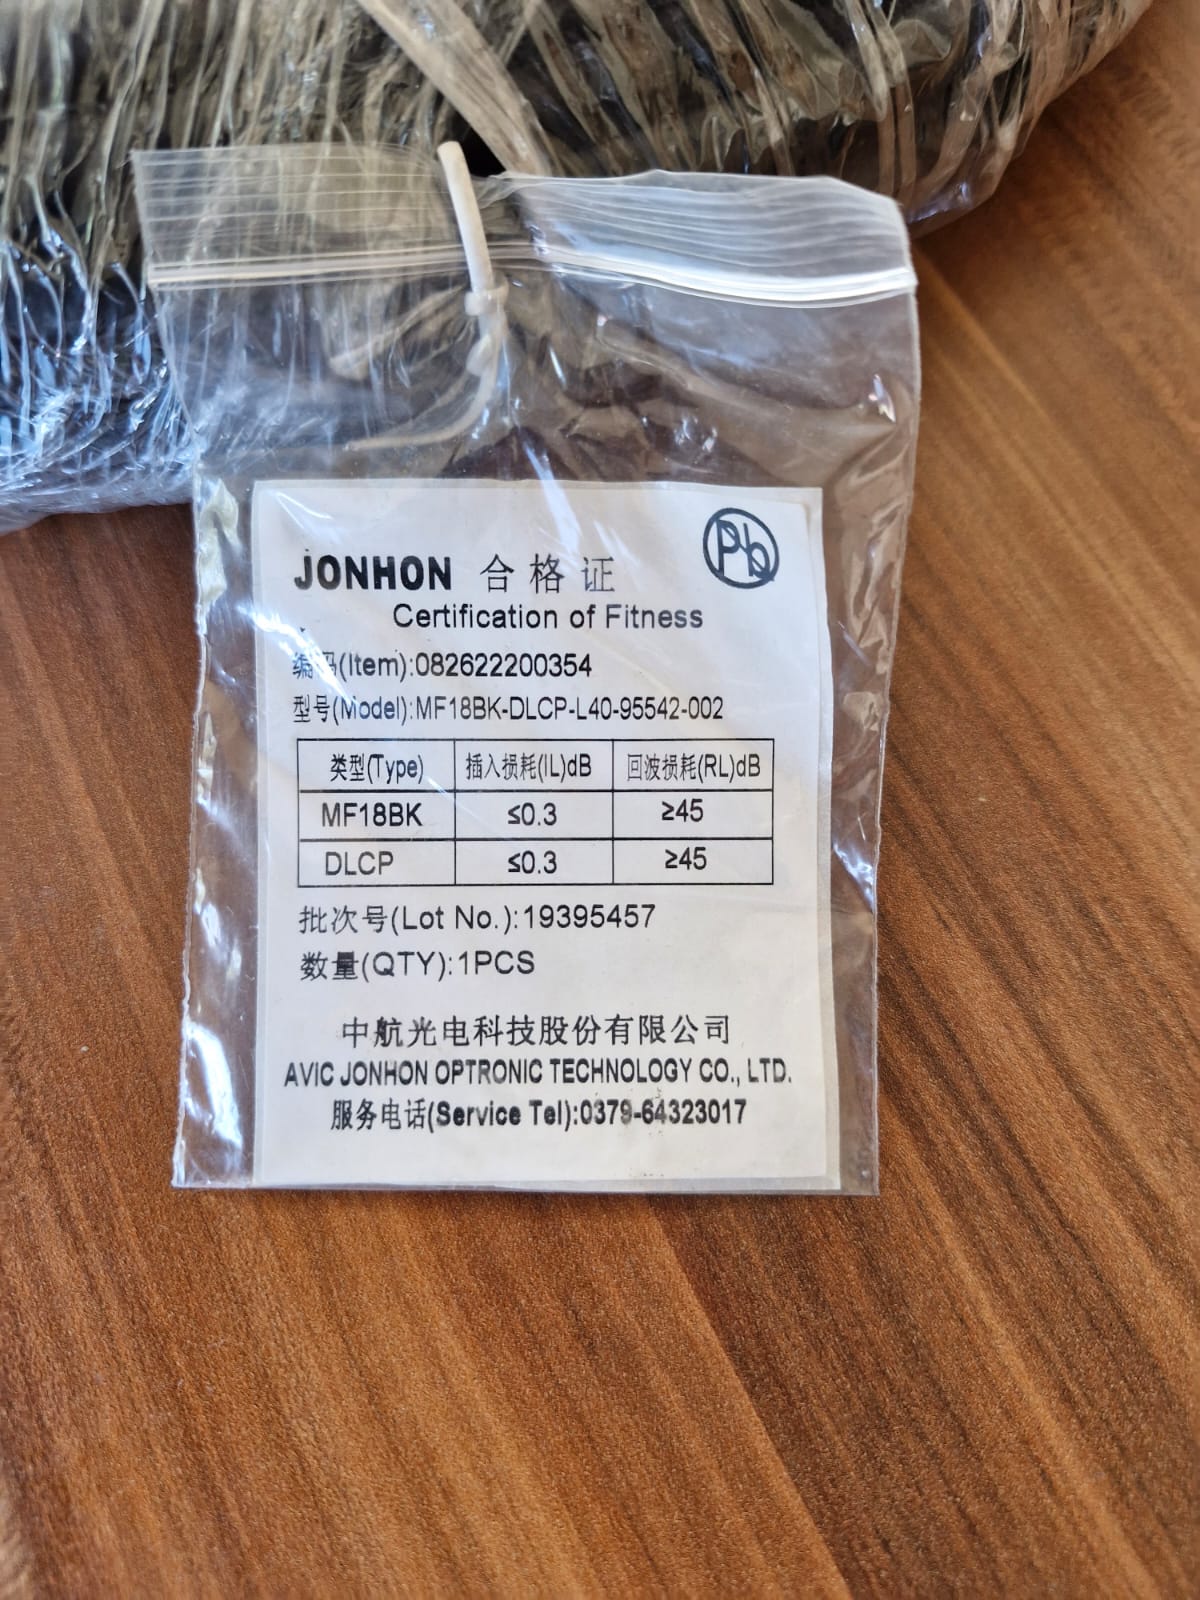 Pb
JONHON 合格证
Certification of Fitness
编码(Item):082622200354
型号(Model):MF18BK-DLCP-L40-95542-002
类型(Type) 插入损耗(IL)dB 回波损耗(RL)dB
MF18BK ≤0.3 ≥45
DLCP ≤0.3 ≥45
批次号(Lot No.):19395457
数量(QTY):1PCS
中航光电科技股份有限公司
AVIC JONHON OPTRONIC TECHNOLOGY CO., LTD.
服务电话(Service Tel):0379-64323017